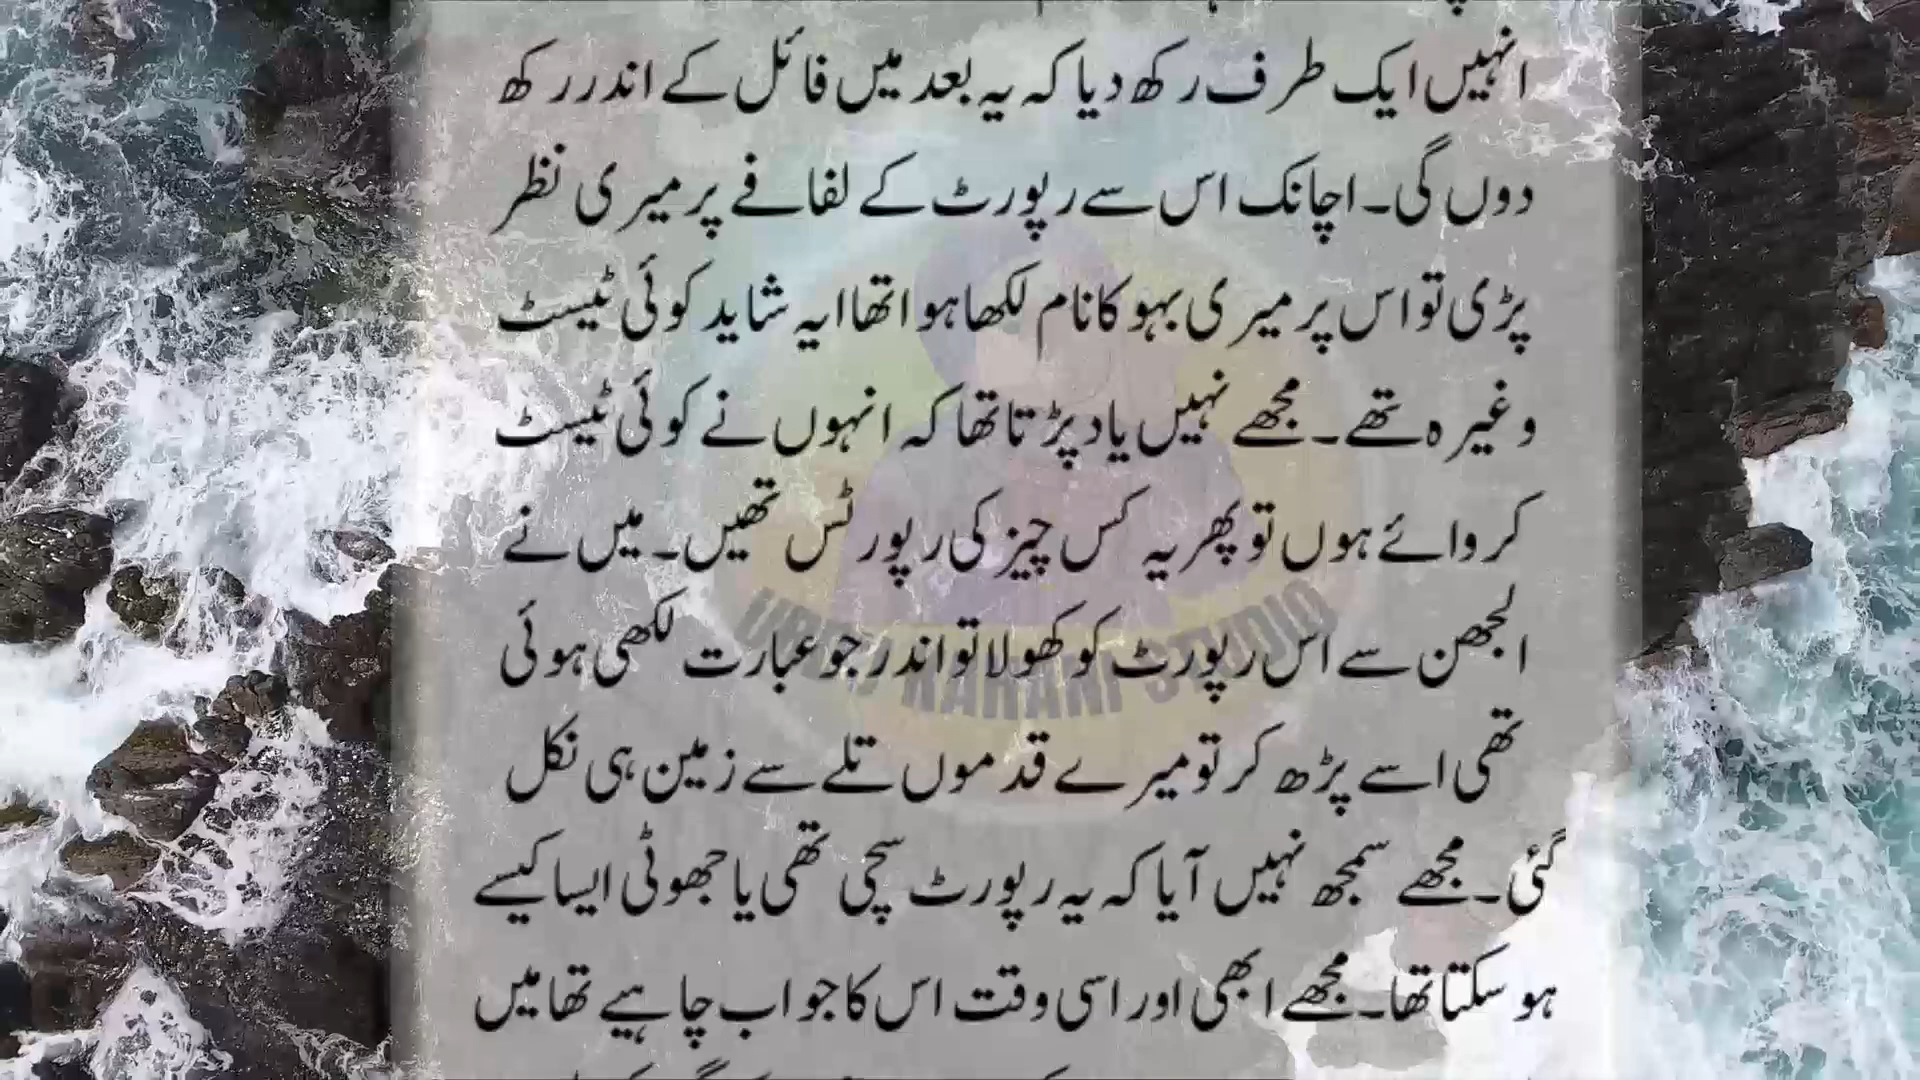 انہیں ایک طرف رکھ دیا کہ یہ بعد میں فائل کے اندر رکھ
دوں گی۔ اچانک اس سے رپورٹ کے لفافے پر میری نظر
پڑی تو اس پر میری بہو کا نام لکھا ہوا تھا ایہ شاید کوئی ٹیسٹ
وغیرہ تھے۔ مجھے نہیں یاد پڑتا تھا کہ انہوں نے کوئی ٹیسٹ
کروائے ہوں تو پھر یہ کس چیز کی رپورٹس تھیں۔ میں نے
الجھن سے اس رپورٹ کو کھولا تو اندر جو عبارت لکھی ہوئی
تھی اسے پڑھ کر تو میرے قدموں تلے سے زمین ہی نکل
گئی۔ مجھے سمجھ نہیں آیا کہ یہ رپورٹ سچی تھی یا جھوٹی ایسا کیسے
ہو سکتا تھا۔ مجھے ابھی اور اسی وقت اس کا جواب چاہیے تھا میں
URDU KAHANI STUDIO